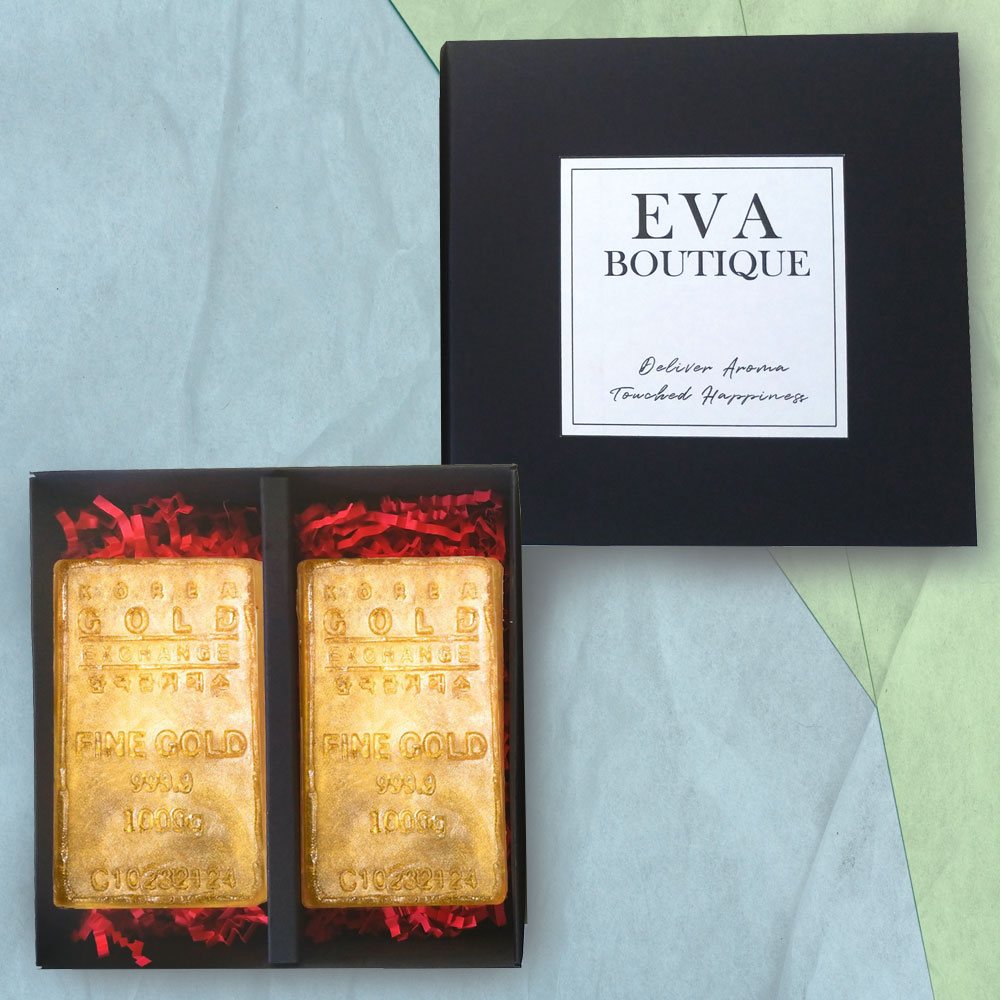 EVA
BOUTIQUE
Deliver Aroma
Touched Happiness
KOREA
GOLD
EXCHANGE
한국금거래소
FINE GOLD
999.9
1000g
C10232124
KOREA
GOLD
EXCHANGE
한국금거래소
FINE GOLD
999.9
1000g
C10232124